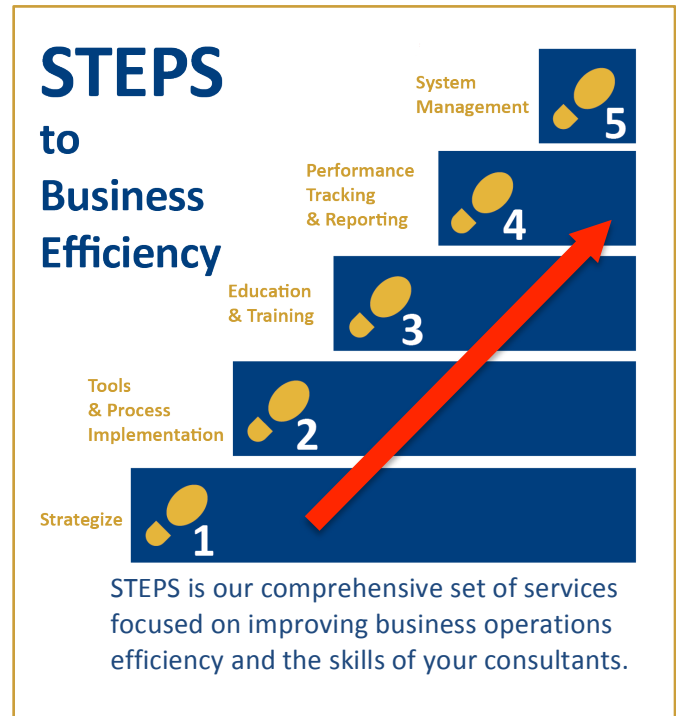 STEPS
to
Business
Efficiency
System
Management
5
Performance
Tracking
& Reporting
4
Education
& Training
3
Tools
& Process
Implementation
2
Strategize
1
STEPS is our comprehensive set of services
focused on improving business operations
efficiency and the skills of your consultants.